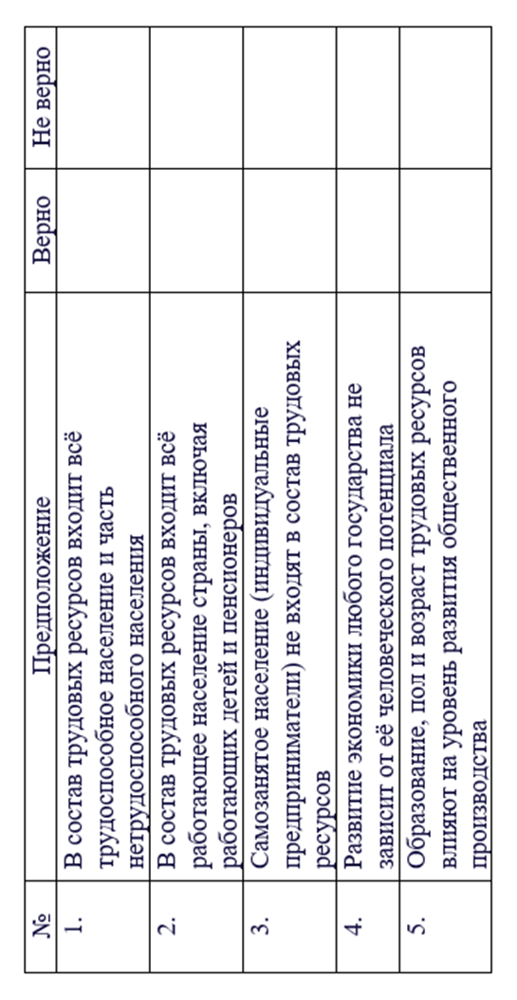 № Предположение Верно Не верно
1. В состав трудовых ресурсов входит всё
трудоспособное население и часть
нетрудоспособного населения
2. В состав трудовых ресурсов входит всё
работающее население страны, включая
работающих детей и пенсионеров
3. Самозанятое население (индивидуальные
предприниматели) не входят в состав трудовых
ресурсов
4. Развитие экономики любого государства не
зависит от её человеческого потенциала
5. Образование, пол и возраст трудовых ресурсов
влияют на уровень развития общественного
производства